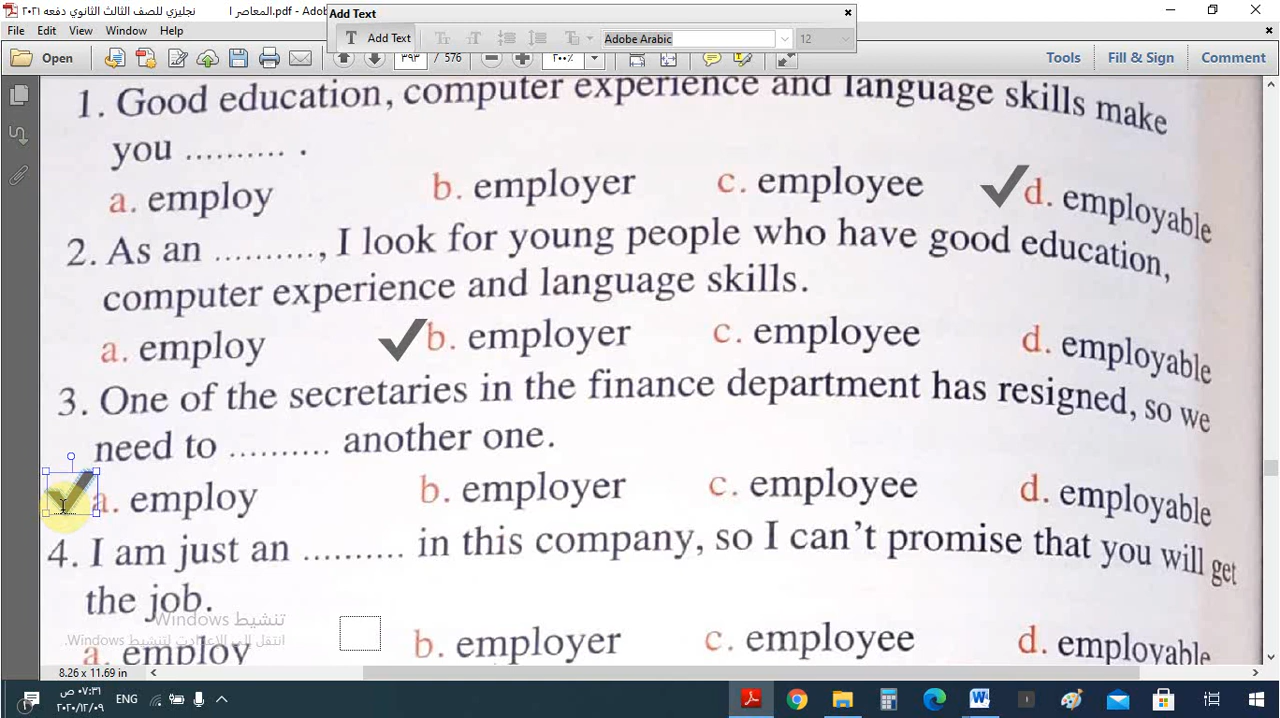 المعاصر ا.pdf - Adob
نجليزي للصف الثالث الثانوي دفعه ٢٠٢١
Add Text
File Edit View Window Help
T Add Text
Adobe Arabic
12
Open
٣٩٣ / 576
٢٠٠٪
Tools Fill & Sign Comment
1. Good education, computer experience and language skills make
you .......... .
a. employ b. employer c. employee d. employable
2. As an .........., I look for young people who have good education,
computer experience and language skills.
a. employ b. employer c. employee d. employable
3. One of the secretaries in the finance department has resigned, so we
need to .......... another one.
a. employ b. employer c. employee d. employable
4. I am just an .......... in this company, so I can't promise that you will get
the job.
تنشيط Windows
انتقل إلى الإعدادات لتنشيط Windows.
a. employ b. employer c. employee d. employable
8.26 x 11.69 in
ENG
٠٧:٣١ ص
٢٠٢٠/١٢/٠٩